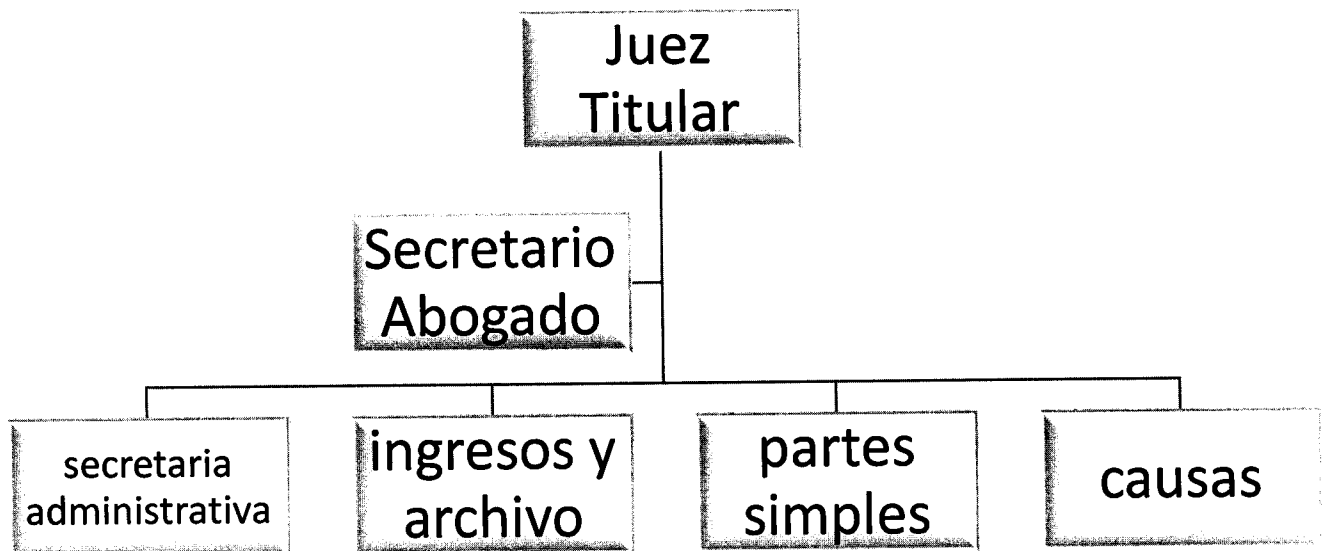 Juez
Titular
Secretario
Abogado
secretaria
administrativa
ingresos y
archivo
partes
simples
causas